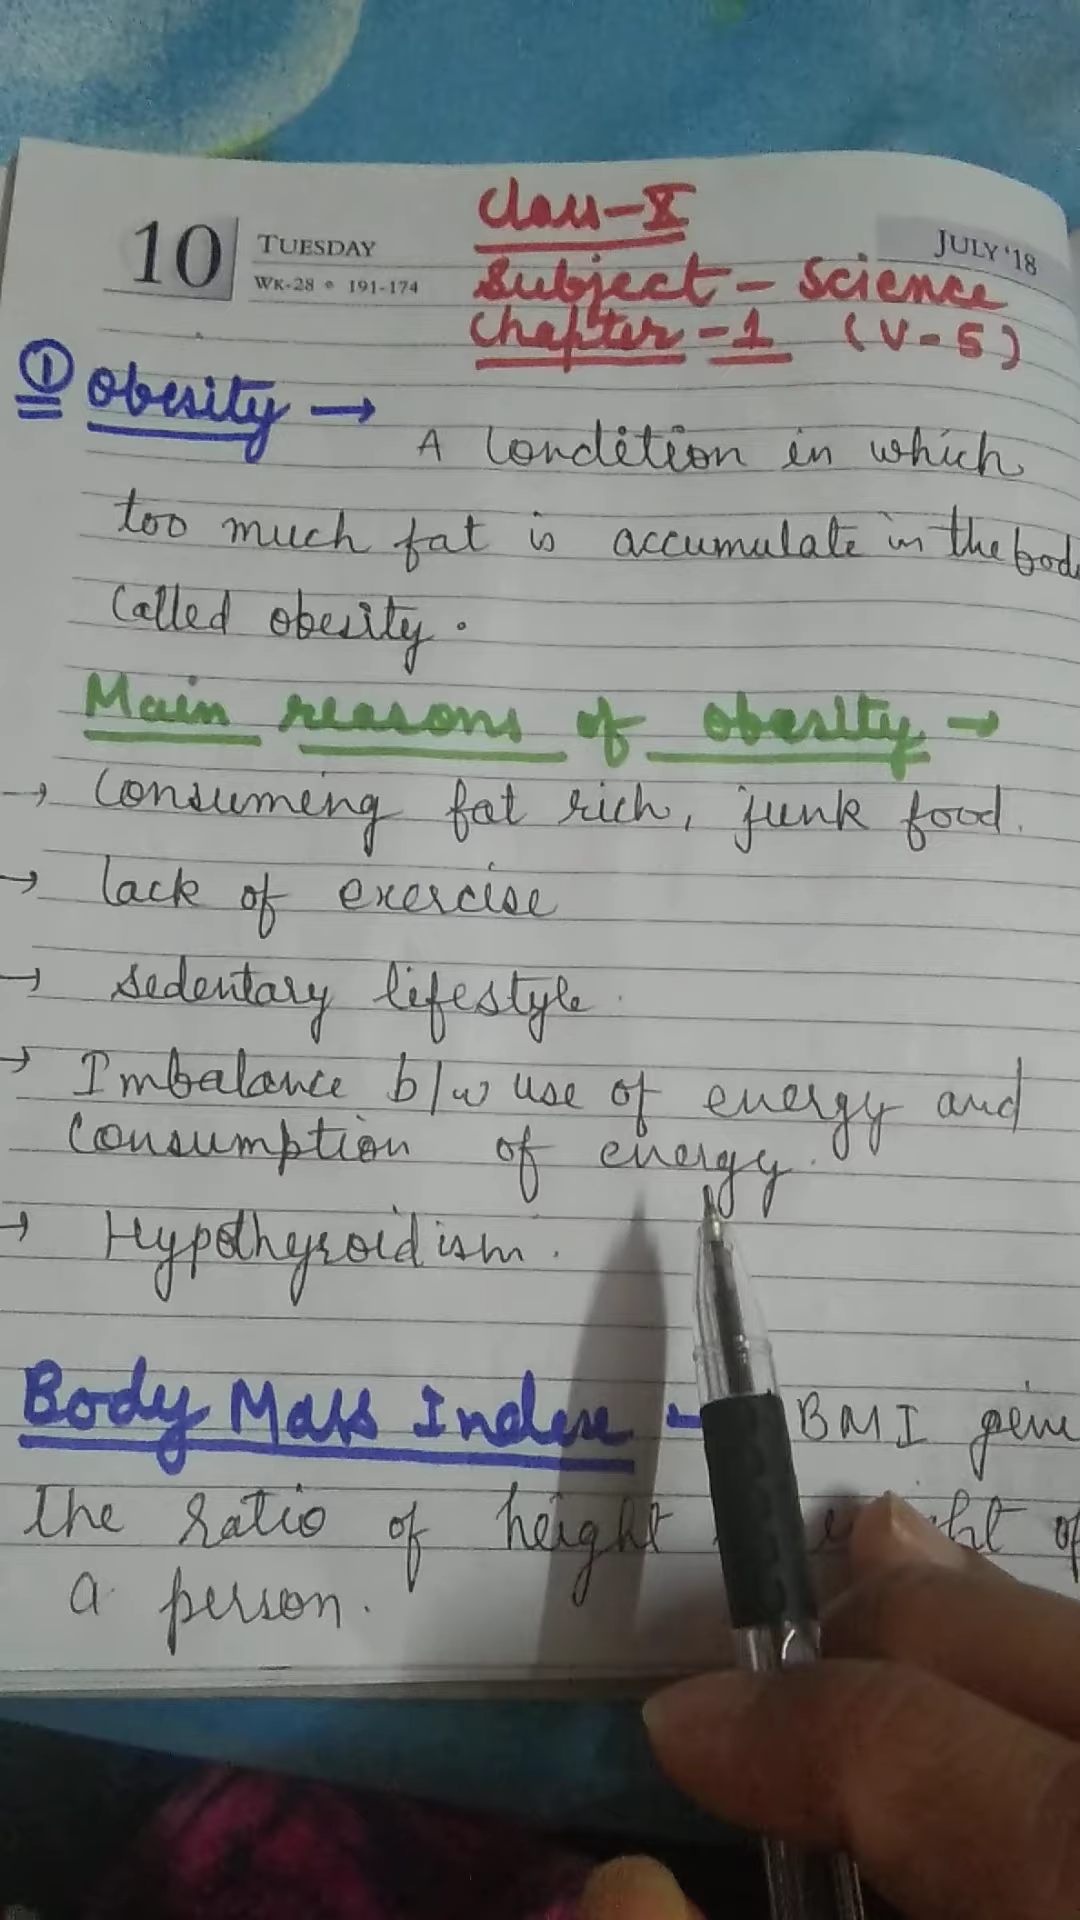 Class-X
10 TUESDAY JULY '18
WK-28 • 191-174
Subject - Science
Chapter - 1 (V-5)
① Obesity →
A condition in which
too much fat is accumulate in the bod
called obesity.
Main reasons of obesity →
→ Consuming fat rich, junk food.
→ lack of exercise
→ sedentary lifestyle.
→ Imbalance b/w use of energy and
consumption of energy.
→ Hypothyroidism.
Body Mass Index - BMI give
the ratio of height of
a person.